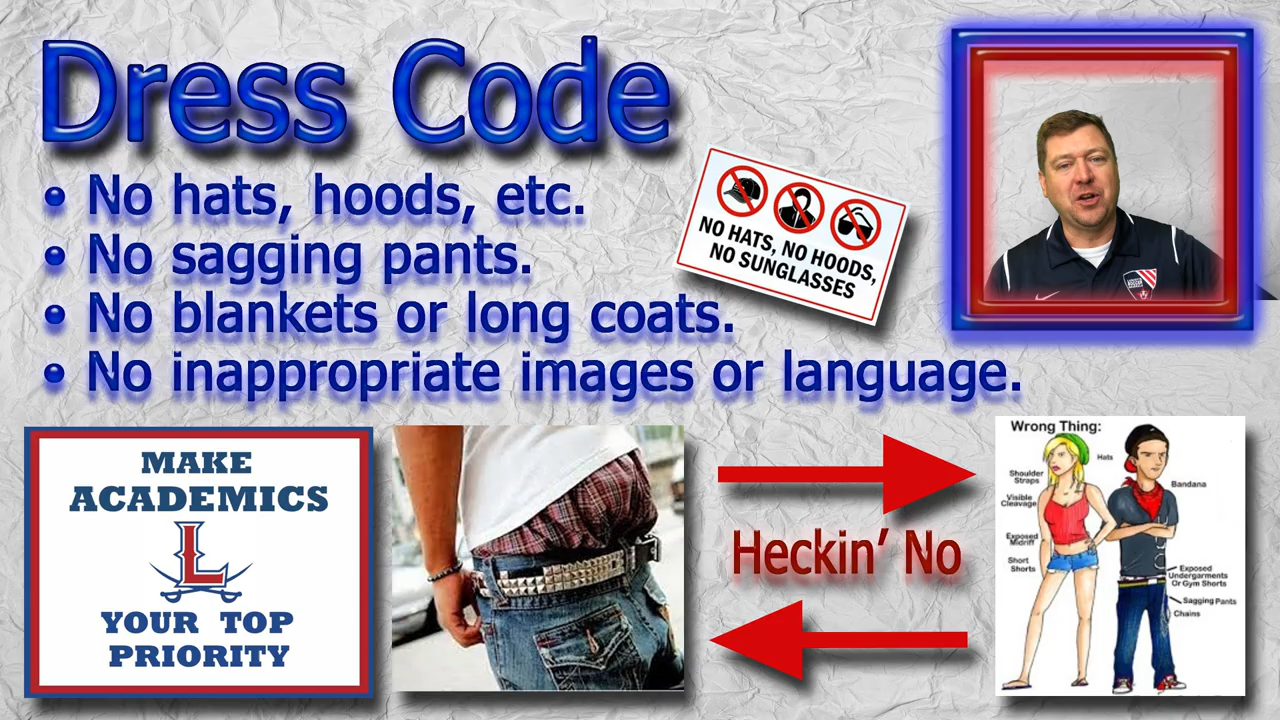 Dress Code
• No hats, hoods, etc.
• No sagging pants.
• No blankets or long coats.
• No inappropriate images or language.
NO HATS, NO HOODS,
NO SUNGLASSES
MAKE
ACADEMICS
L
YOUR TOP
PRIORITY
Heckin' No
Wrong Thing:
Hats
Shoulder
Straps
Visible
Cleavage
Exposed
Midriff
Short
Shorts
Bandana
Exposed
Undergarments
Or Gym Shorts
Sagging Pants
Chains